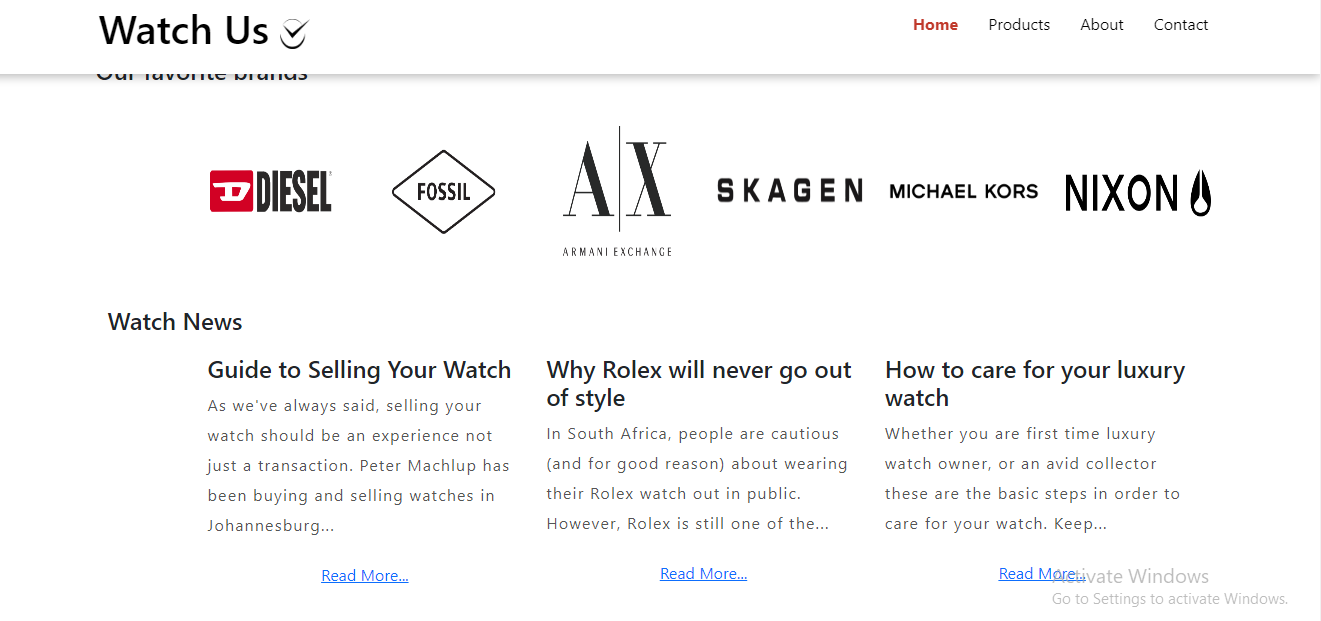 Watch Us
Home Products About Contact
Our favorite brands
DIESEL
FOSSIL
A|X
ARMANI EXCHANGE
SKAGEN
MICHAEL KORS
NIXON
Watch News
Guide to Selling Your Watch
As we've always said, selling your
watch should be an experience not
just a transaction. Peter Machlup has
been buying and selling watches in
Johannesburg...
Read More...
Why Rolex will never go out
of style
In South Africa, people are cautious
(and for good reason) about wearing
their Rolex watch out in public.
However, Rolex is still one of the...
Read More...
How to care for your luxury
watch
Whether you are first time luxury
watch owner, or an avid collector
these are the basic steps in order to
care for your watch. Keep...
Read More...
Activate Windows
Go to Settings to activate Windows.